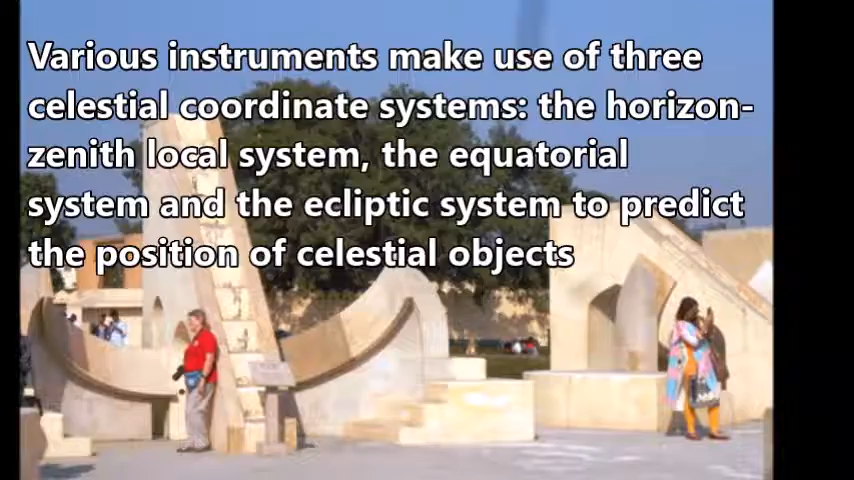 Various instruments make use of three
celestial coordinate systems: the horizon-
zenith local system, the equatorial
system and the ecliptic system to predict
the position of celestial objects